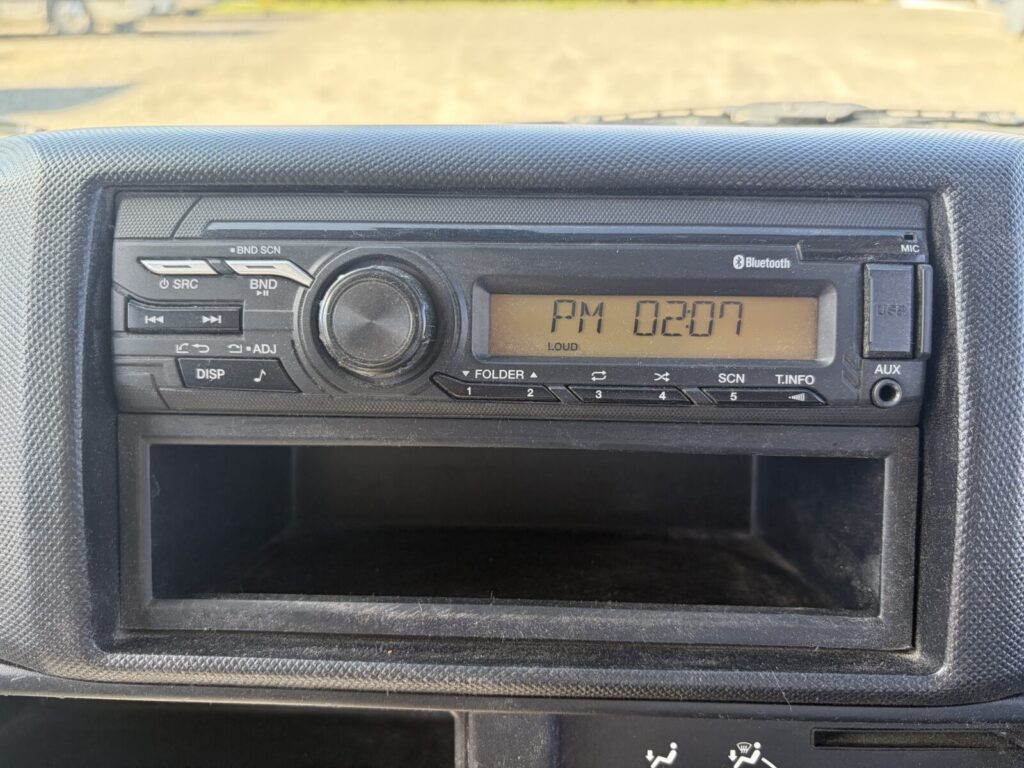 BND SCN
MIC
Bluetooth
SRC
BND
PM 02:07
LOUD
USB
ADJ
DISP
FOLDER
SCN
T.INFO
AUX
1
2
3
4
5